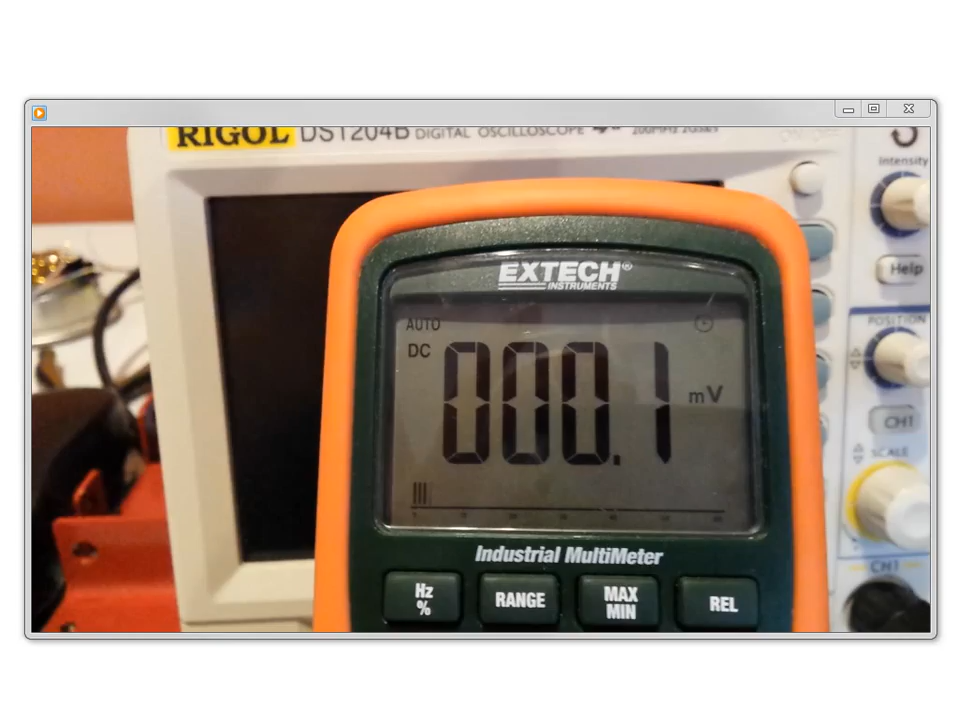 RIGOL DS1204B DIGITAL OSCILLOSCOPE
Intensity
Help
EXTECH®
INSTRUMENTS
POSITION
AUTO
DC
000.1 mV
CH1
SCALE
Industrial MultiMeter
CH1
Hz
%
RANGE
MAX
MIN
REL